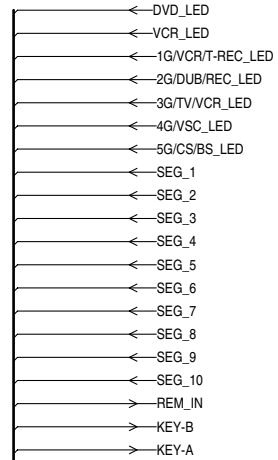 DVD_LED
VCR_LED
1G/VCR/T-REC_LED
2G/DUB/REC_LED
3G/TV/VCR_LED
4G/VSC_LED
5G/CS/BS_LED
SEG_1
SEG_2
SEG_3
SEG_4
SEG_5
SEG_6
SEG_7
SEG_8
SEG_9
SEG_10
REM_IN
KEY-B
KEY-A